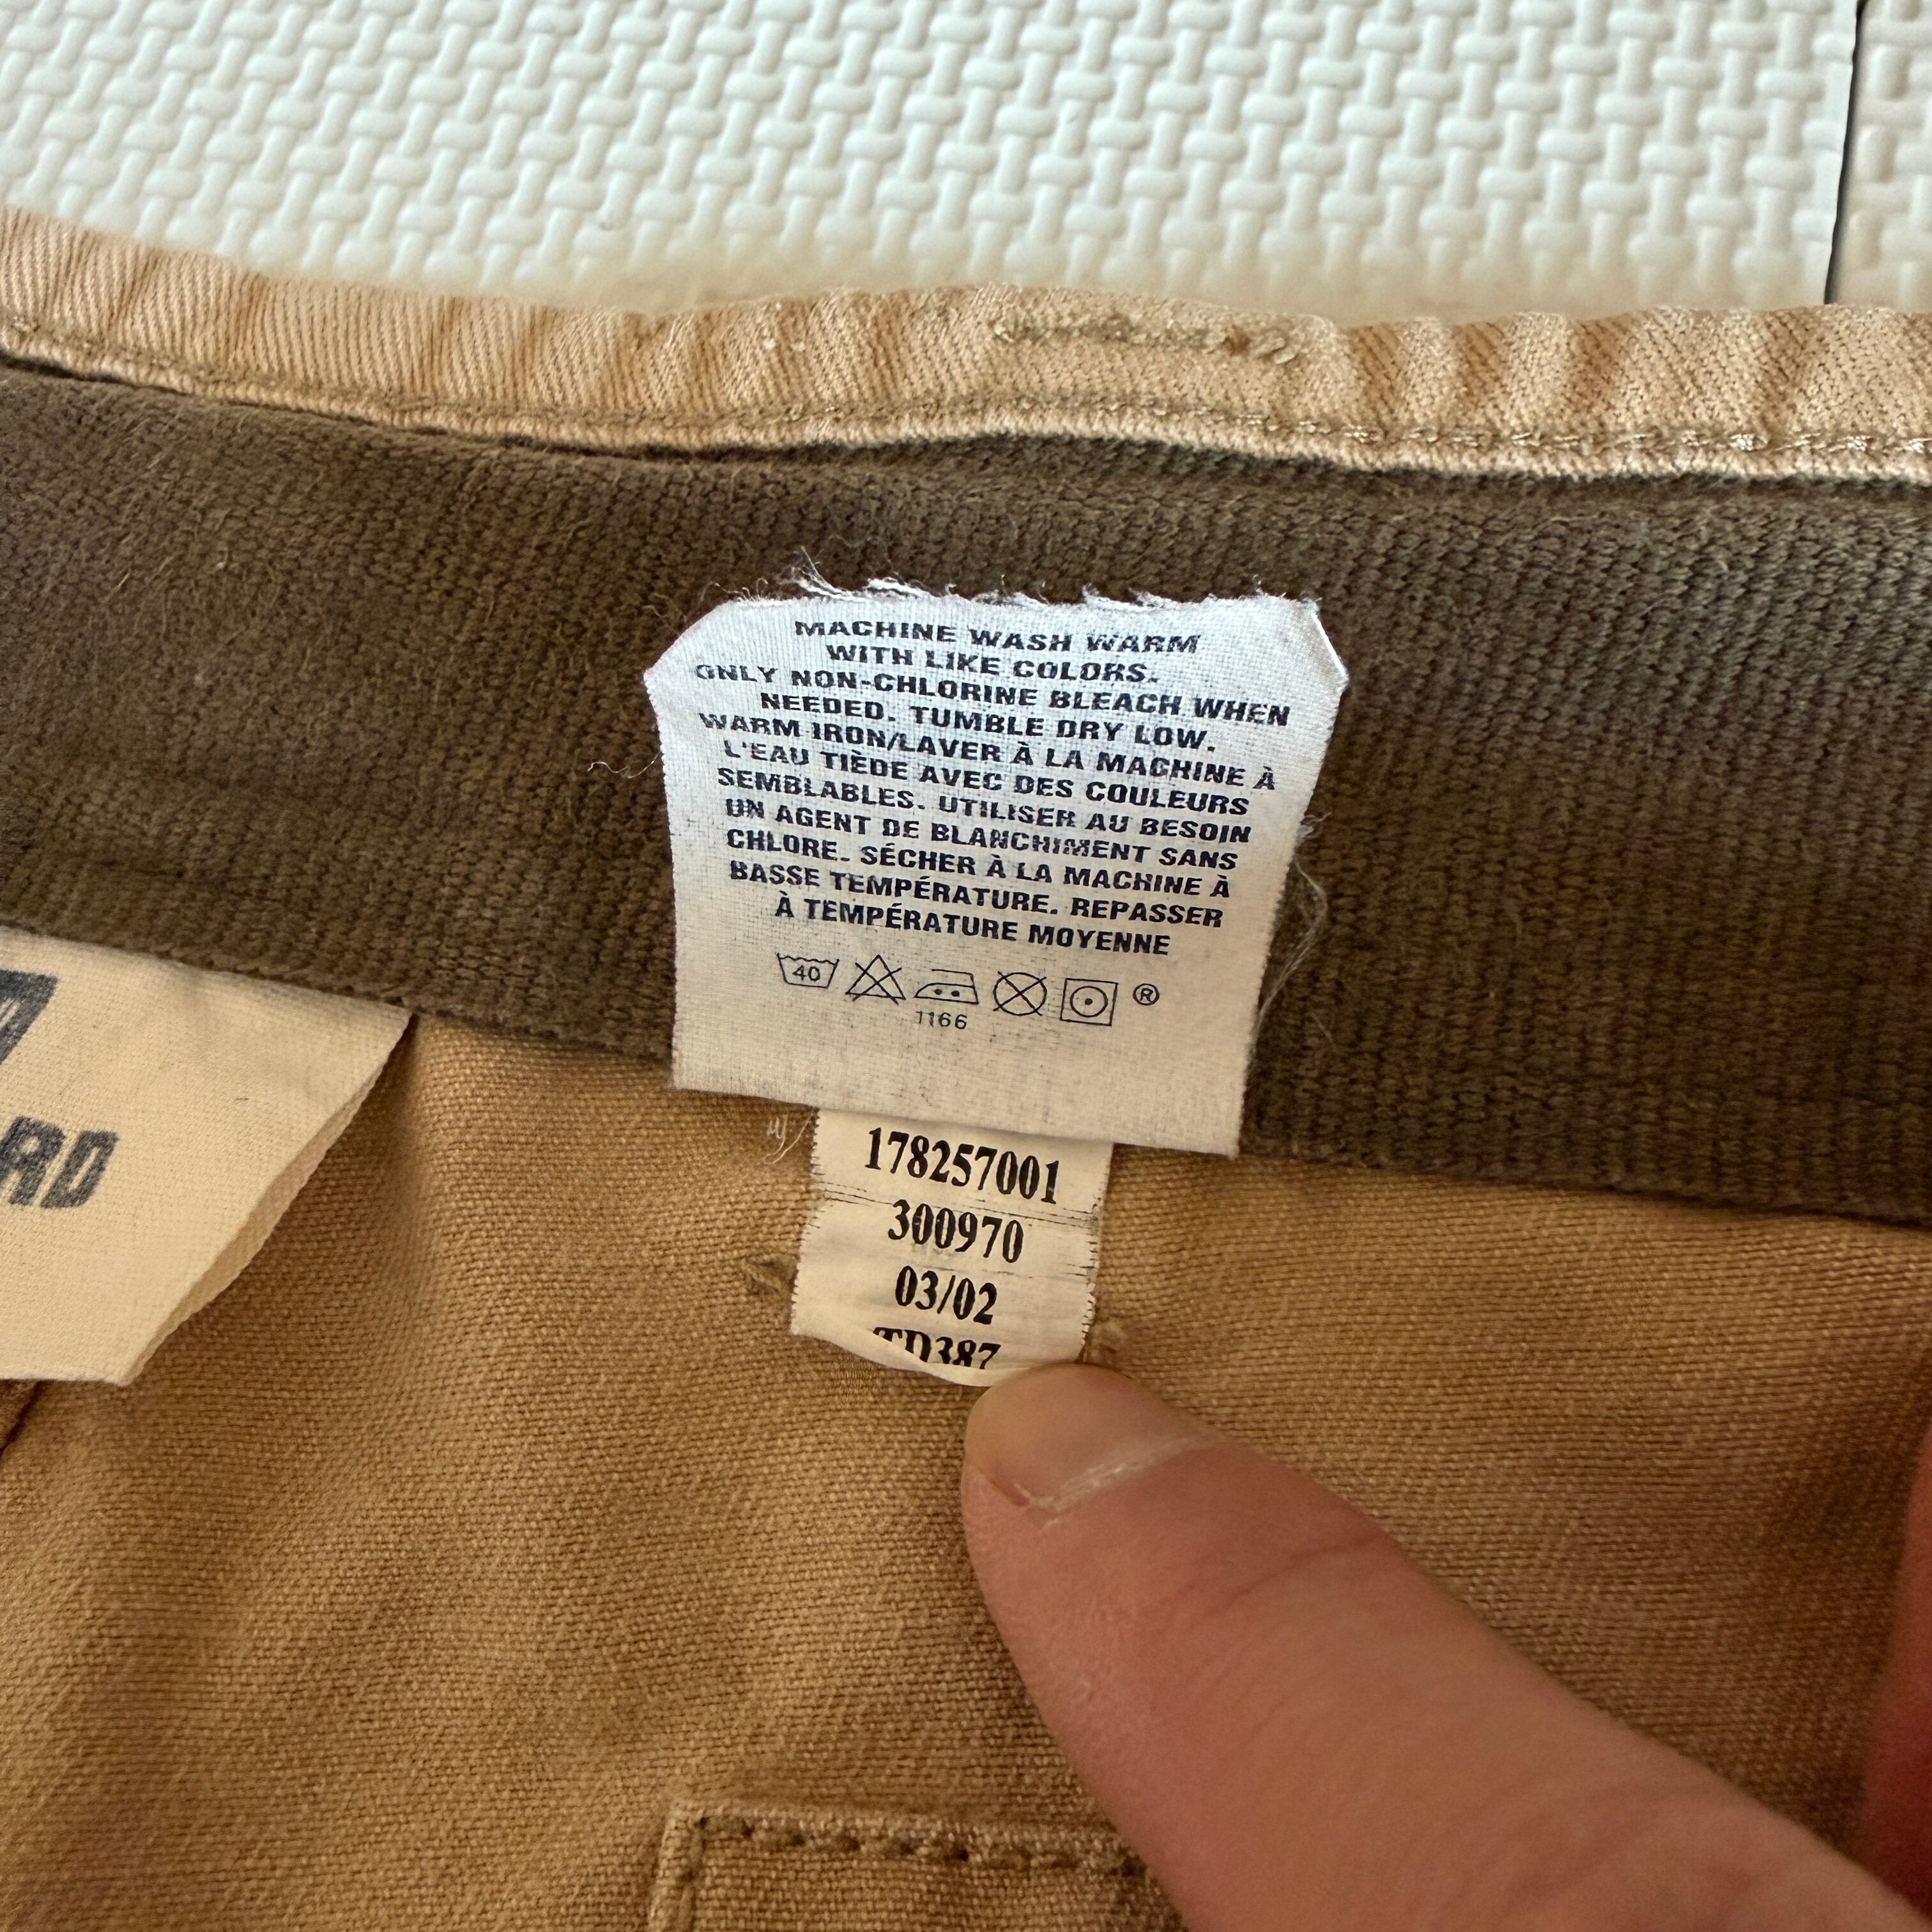 MACHINE WASH WARM
WITH LIKE COLORS.
ONLY NON-CHLORINE BLEACH WHEN
NEEDED. TUMBLE DRY LOW.
WARM IRON/LAVER À LA MACHINE À
L'EAU TIÈDE AVEC DES COULEURS
SEMBLABLES. UTILISER AU BESOIN
UN AGENT DE BLANCHIMENT SANS
CHLORE. SÉCHER À LA MACHINE À
BASSE TEMPÉRATURE. REPASSER
À TEMPÉRATURE MOYENNE
40 ®
1166
178257001
300970
03/02
TD387
RD